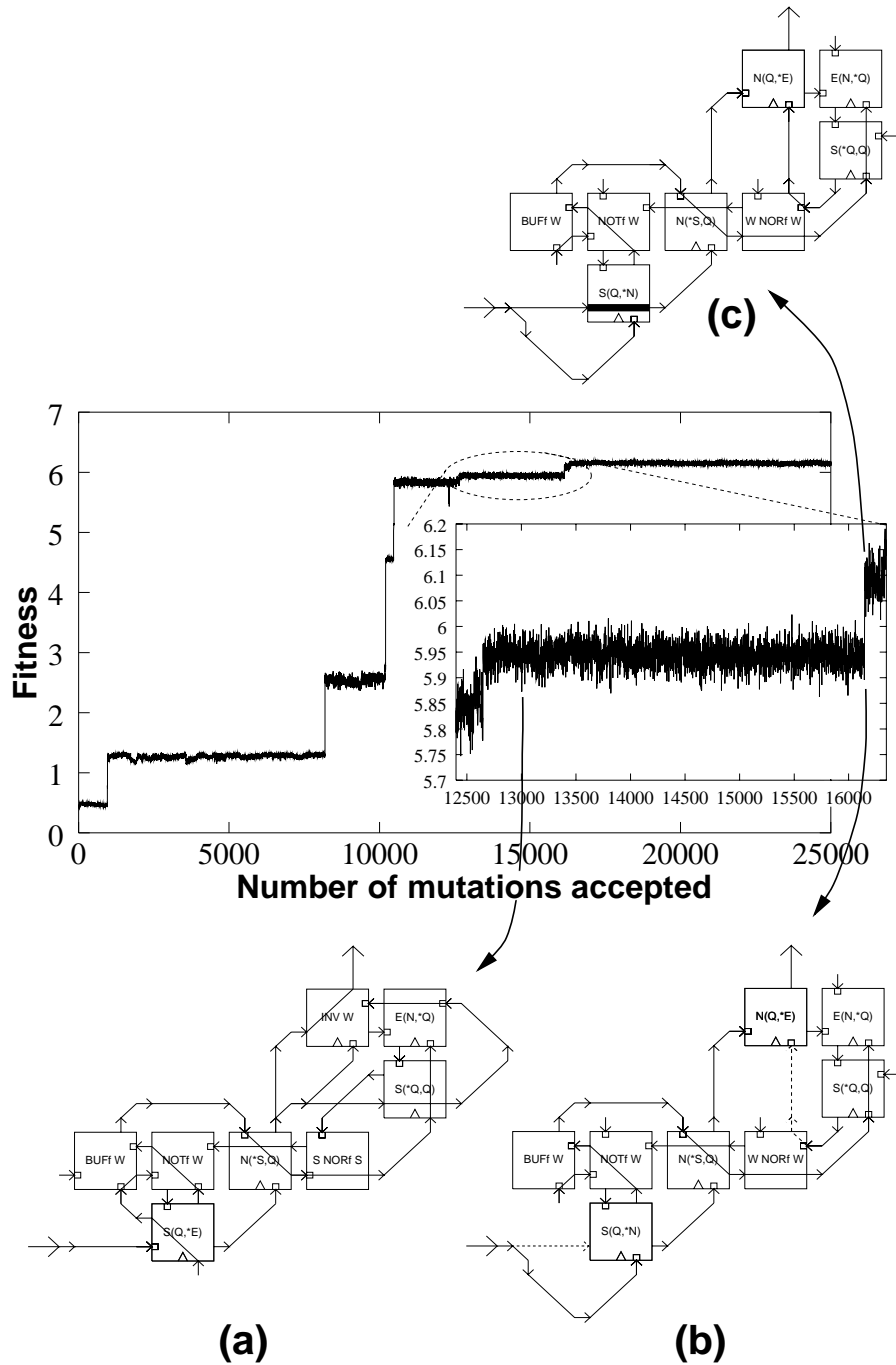 N(Q,*E) E(N,*Q)
S(*Q,Q)
BUFf W NOTf W N(*S,Q) W NORf W
S(Q,*N)
(c)
7
6
5
4
3
2
1
0
Fitness
0 5000 10000 15000 20000 25000
Number of mutations accepted
6.2
6.15
6.1
6.05
6
5.95
5.9
5.85
5.8
5.75
5.7
12500 13000 13500 14000 14500 15000 15500 16000
INV W E(N,*Q)
S(*Q,Q)
BUFf W NOTf W N(*S,Q) S NORf S
S(Q,*E)
(a)
N(Q,*E) E(N,*Q)
S(*Q,Q)
BUFf W NOTf W N(*S,Q) W NORf W
S(Q,*N)
(b)